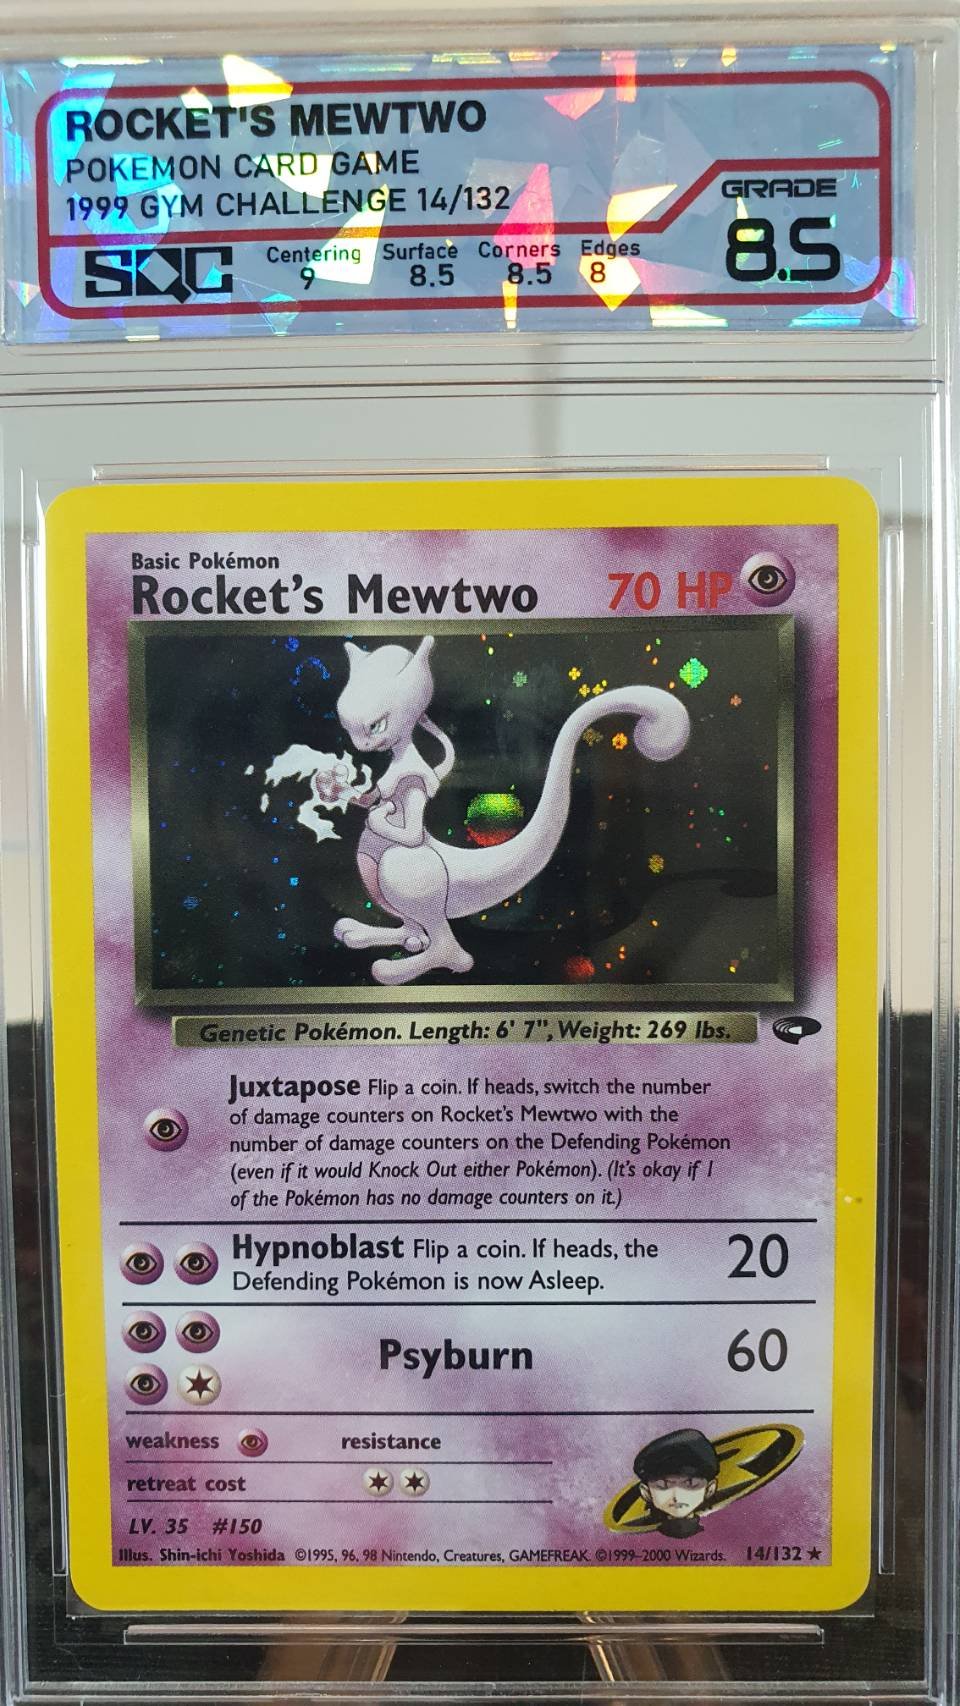 ROCKET'S MEWTWO
POKEMON CARD GAME
1999 GYM CHALLENGE 14/132
GRADE
8.5
SQC
Centering Surface Corners Edges
9 8.5 8.5 8
Basic Pokémon
Rocket's Mewtwo 70 HP
Genetic Pokémon. Length: 6' 7", Weight: 269 lbs.
Juxtapose Flip a coin. If heads, switch the number
of damage counters on Rocket's Mewtwo with the
number of damage counters on the Defending Pokémon
(even if it would Knock Out either Pokémon). (It's okay if 1
of the Pokémon has no damage counters on it.)
Hypnoblast Flip a coin. If heads, the
Defending Pokémon is now Asleep.
20
Psyburn 60
weakness resistance
retreat cost
LV. 35 #150
Illus. Shin-ichi Yoshida ©1995, 96, 98 Nintendo, Creatures, GAMEFREAK. ©1999-2000 Wizards. 14/132 ★